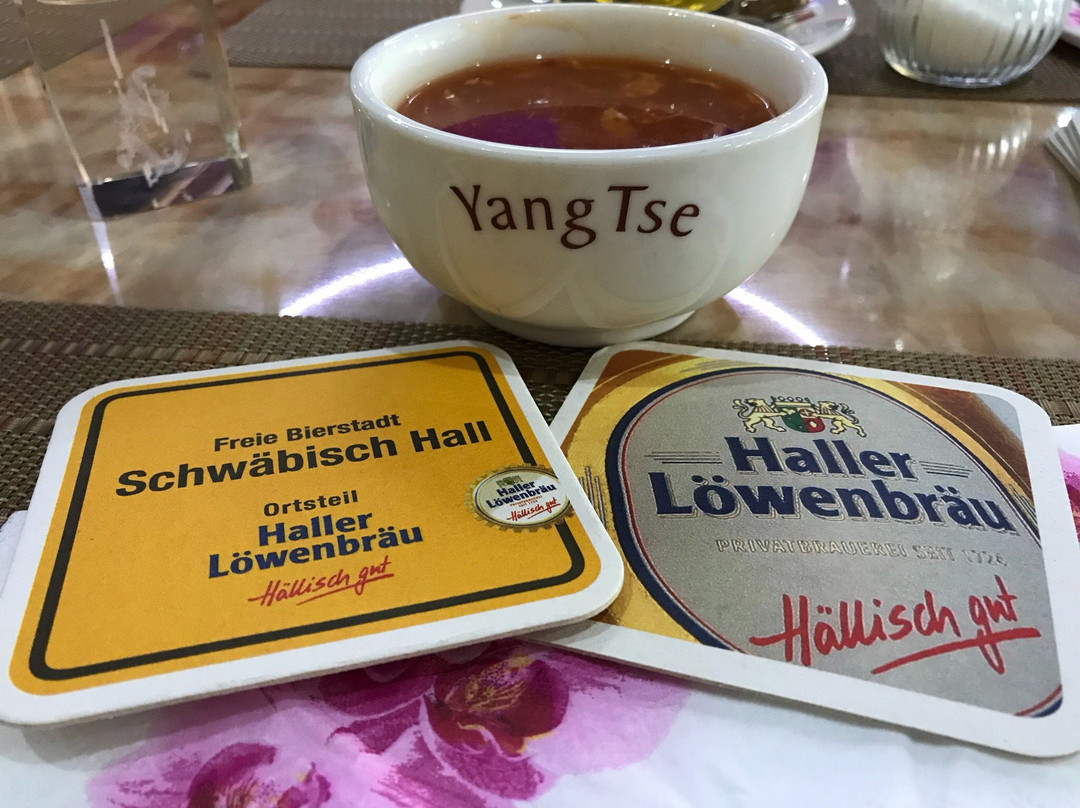 Yang Tse
Freie Bierstadt
Schwäbisch Hall
Ortsteil
Haller
Löwenbräu
Hällisch gut
Haller
Löwenbräu
Hällisch gut
Haller
Löwenbräu
PRIVATBRAUEREI SEIT 1724
Hällisch gut